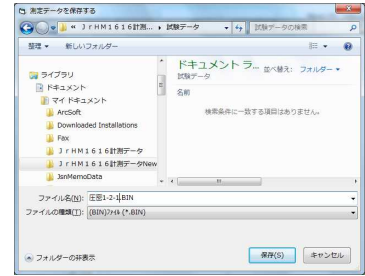 測定データを保存する
« ＪｒＨＭ１６１６計測... ▸ 試験データ
試験データの検索
整理 ▼ 新しいフォルダー
ライブラリ
ドキュメント
マイ ドキュメント
ArcSoft
Downloaded Installations
Fax
ＪｒＨＭ１６１６計測データ
ＪｒＨＭ１６１６計測データNew
JsnMemoData
ドキュメント ラ...
試験データ
並べ替え: フォルダー ▼
名前
検索条件に一致する項目はありません。
ファイル名(N): 圧密1-2-1.BIN
ファイルの種類(T): (BIN)ﾌｧｲﾙ (*.BIN)
フォルダーの非表示
保存(S)
キャンセル